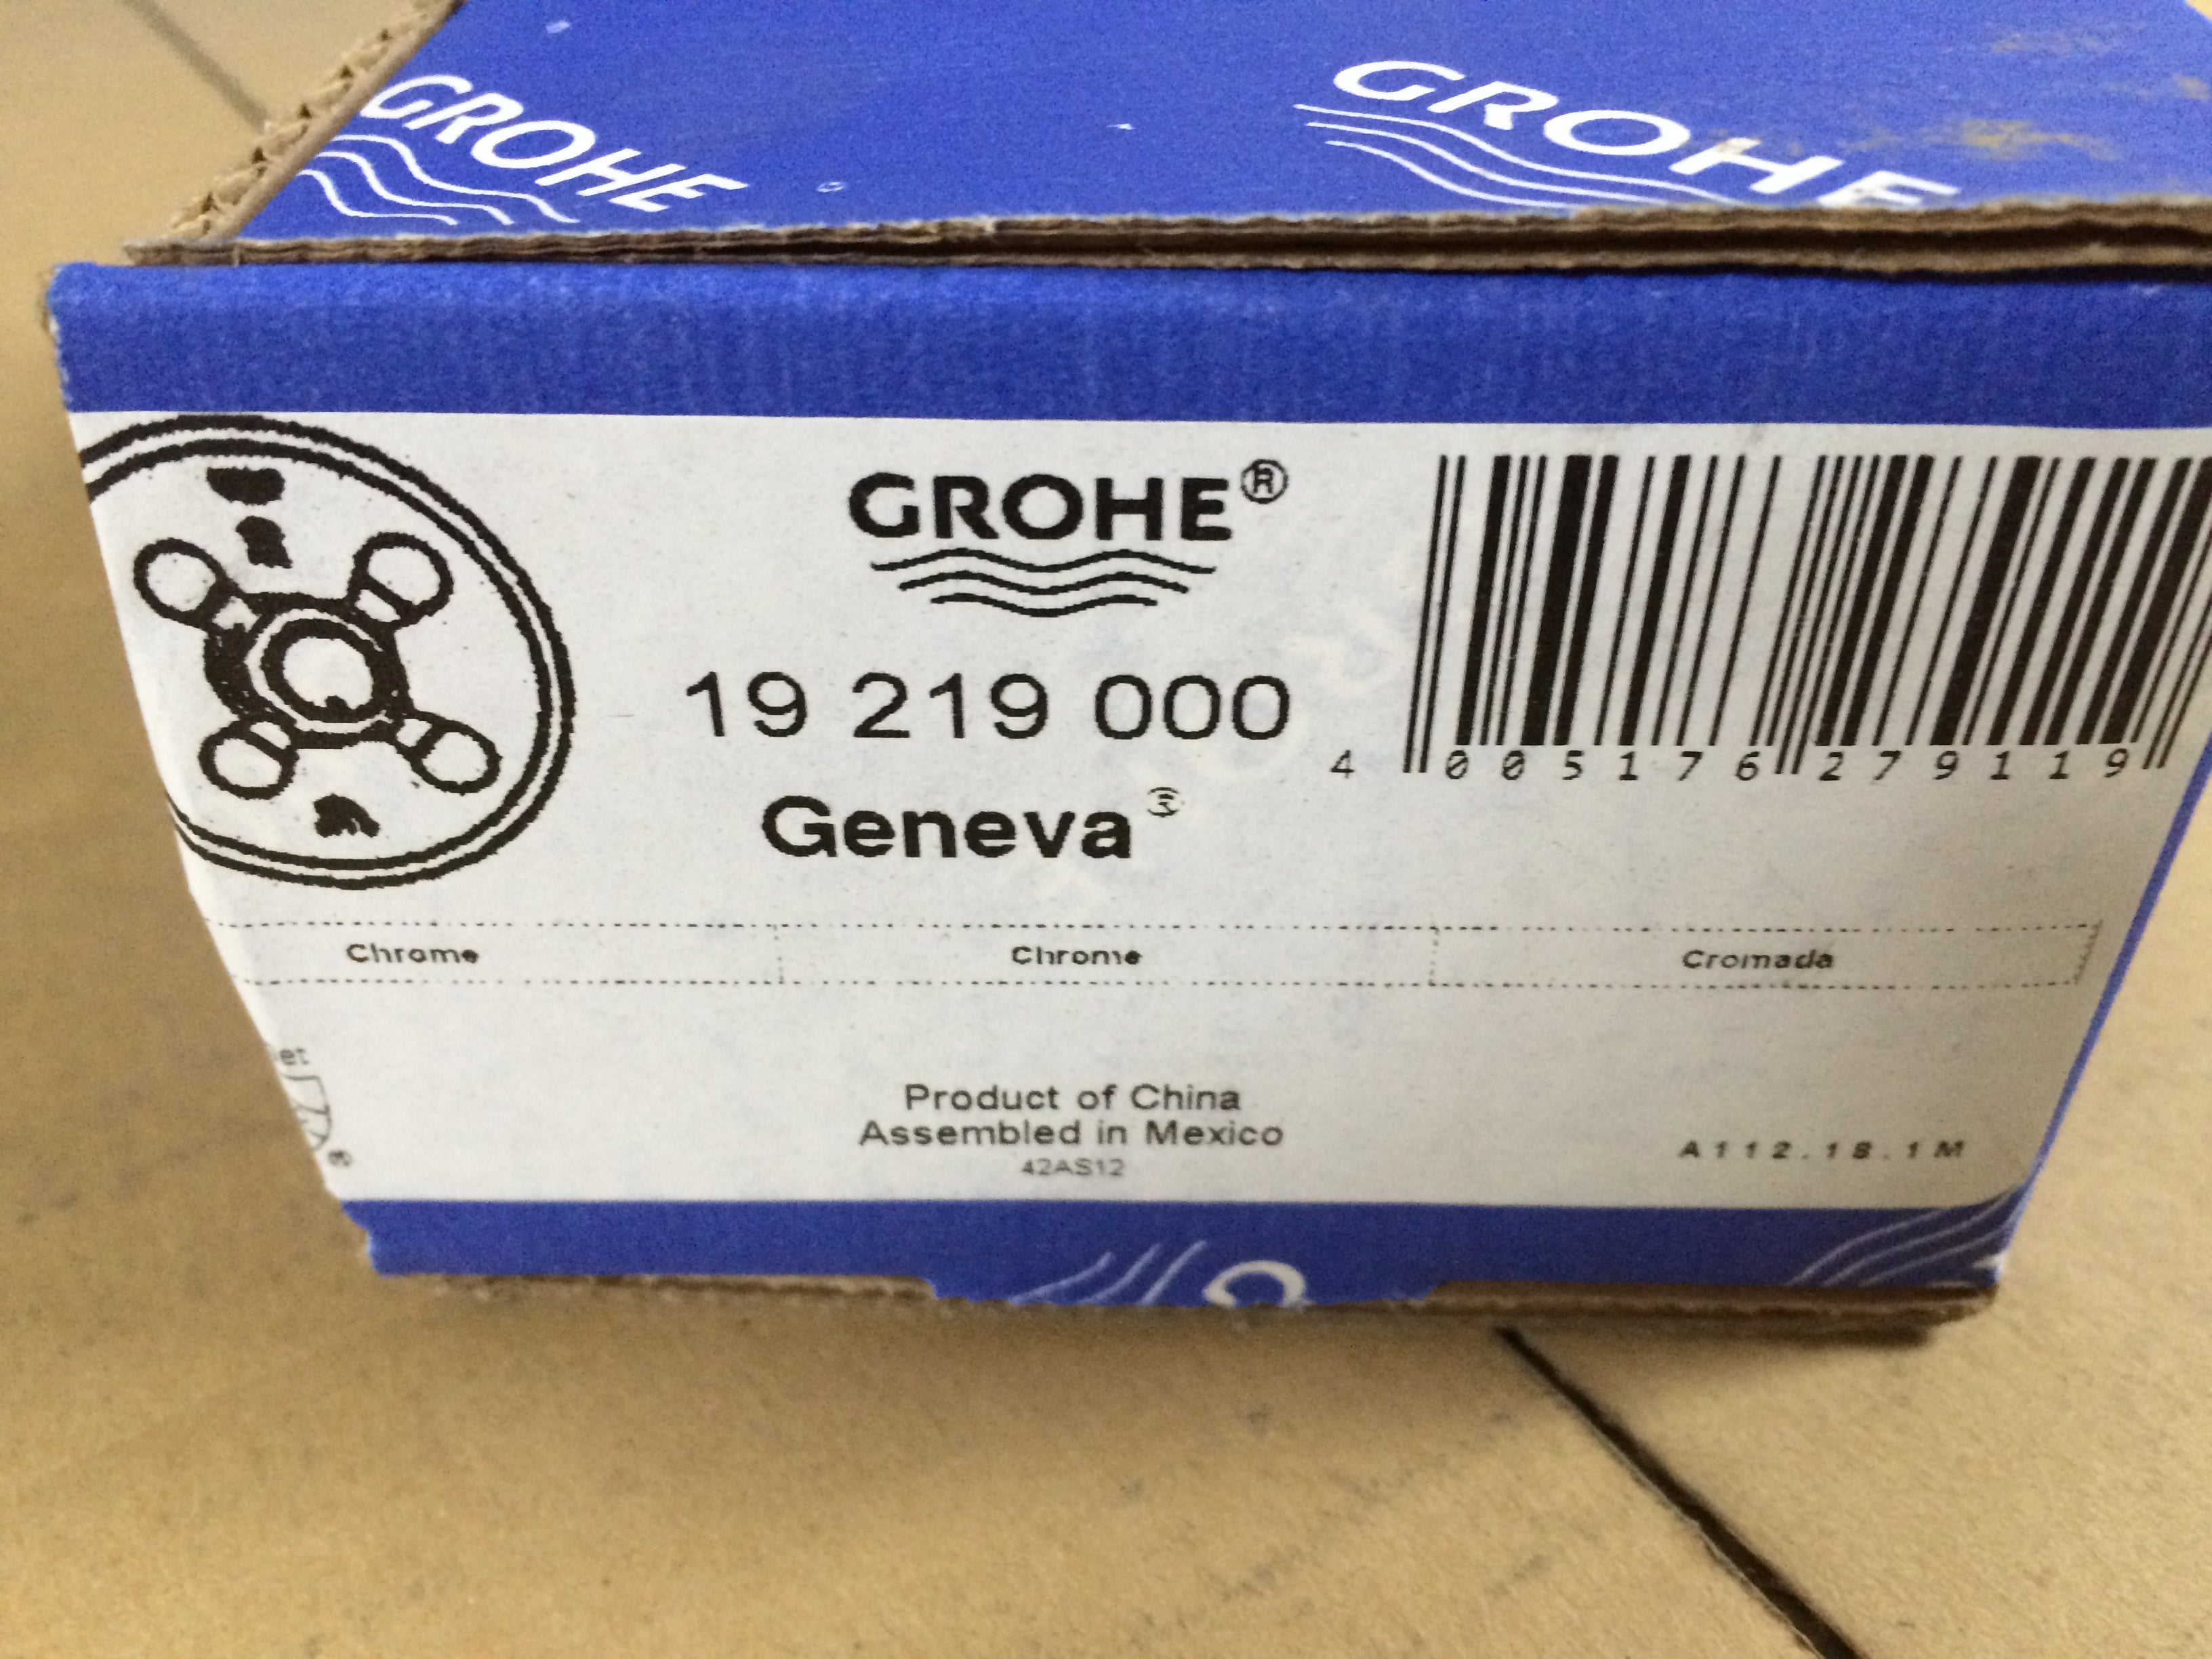 GROHE
GROHE
GROHE®
19 219 000
4 005176 279119
Geneva®
Chrome Chrome Cromada
et
Product of China
Assembled in Mexico
42AS12
A112.18.1M